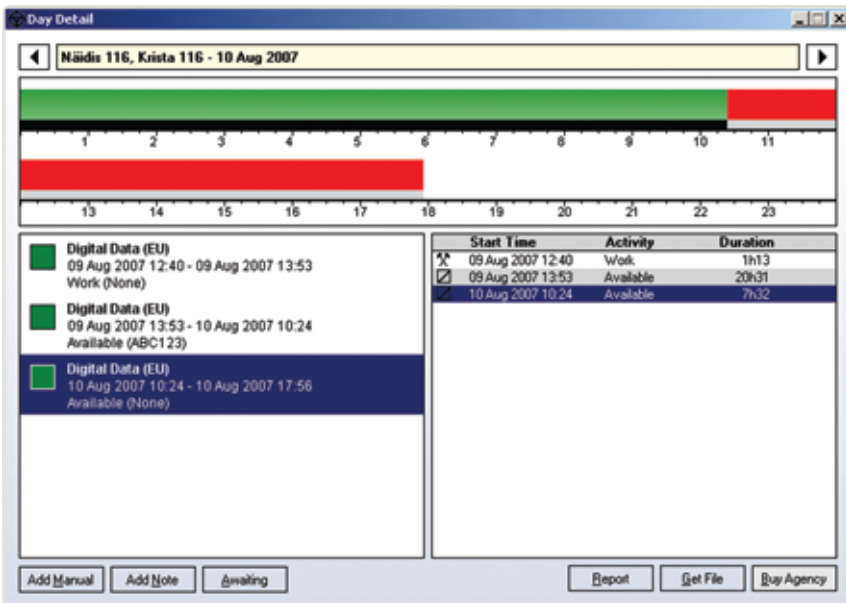 Day Detail
Näidis 116, Krista 116 - 10 Aug 2007
1 2 3 4 5 6 7 8 9 10 11
13 14 15 16 17 18 19 20 21 22 23
Digital Data (EU)
09 Aug 2007 12:40 - 09 Aug 2007 13:53
Work (None)
Digital Data (EU)
09 Aug 2007 13:53 - 10 Aug 2007 10:24
Available (ABC123)
Digital Data (EU)
10 Aug 2007 10:24 - 10 Aug 2007 17:56
Available (None)
Start Time Activity Duration
09 Aug 2007 12:40 Work 1h13
09 Aug 2007 13:53 Available 20h31
10 Aug 2007 10:24 Available 7h32
Add Manual Add Note Awaiting Report Get File Buy Agency